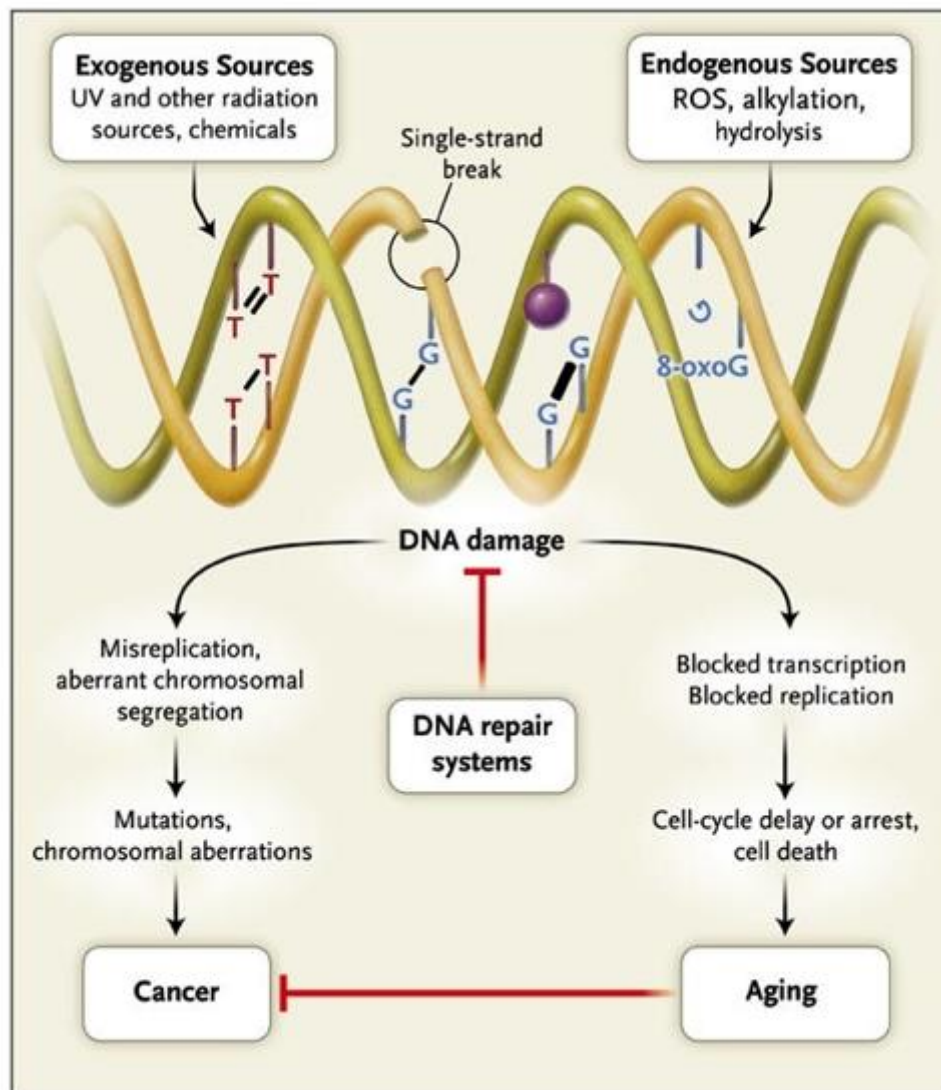 Exogenous Sources
UV and other radiation
sources, chemicals
Endogenous Sources
ROS, alkylation,
hydrolysis
Single-strand
break
T
T
T
T
G
G
G
G
G
8-oxoG
DNA damage
Misreplication,
aberrant chromosomal
segregation
Blocked transcription
Blocked replication
DNA repair
systems
Mutations,
chromosomal aberrations
Cell-cycle delay or arrest,
cell death
Cancer
Aging